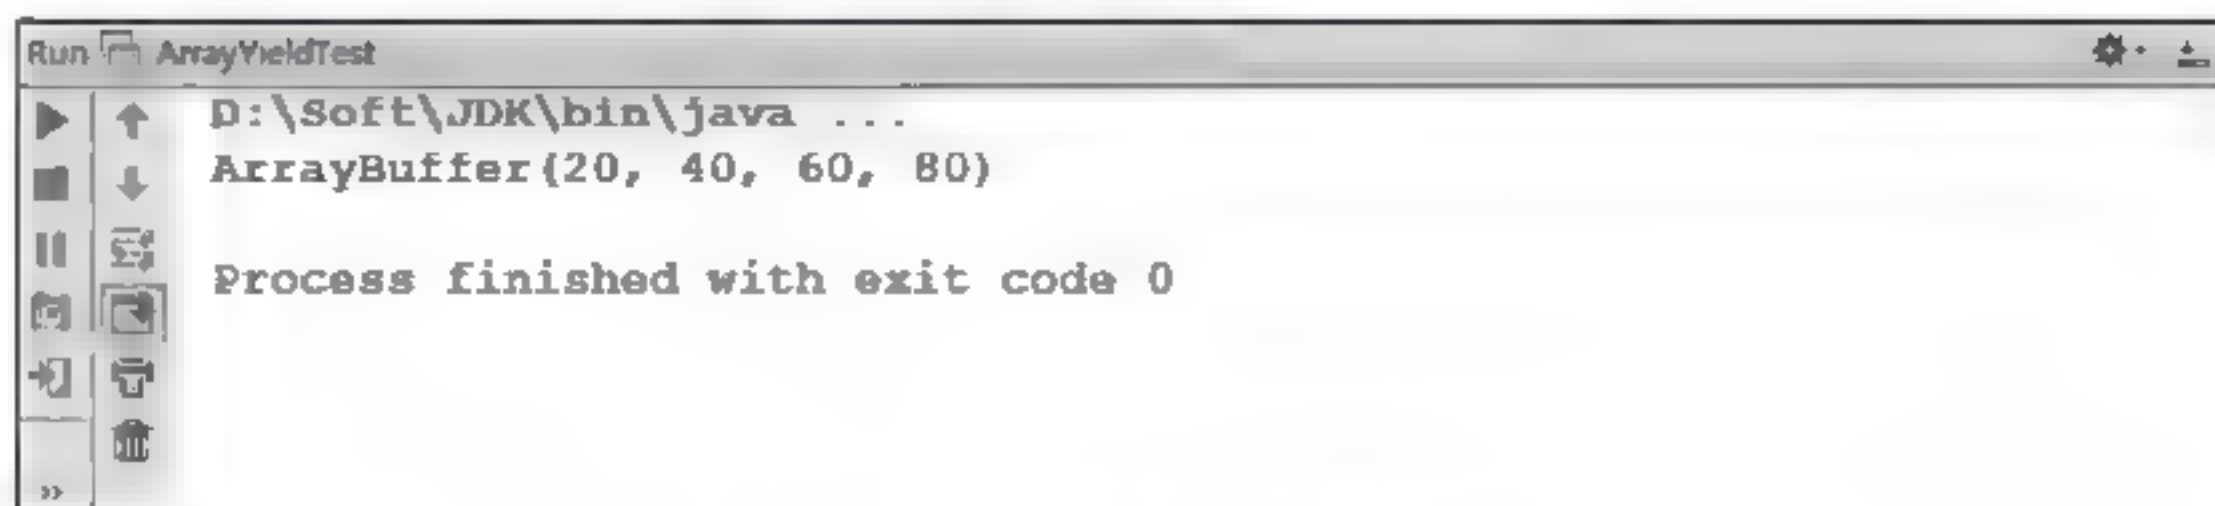 Run ArrayYieldTest
D:\Soft\JDK\bin\java ...
ArrayBuffer(20, 40, 60, 80)
Process finished with exit code 0
»